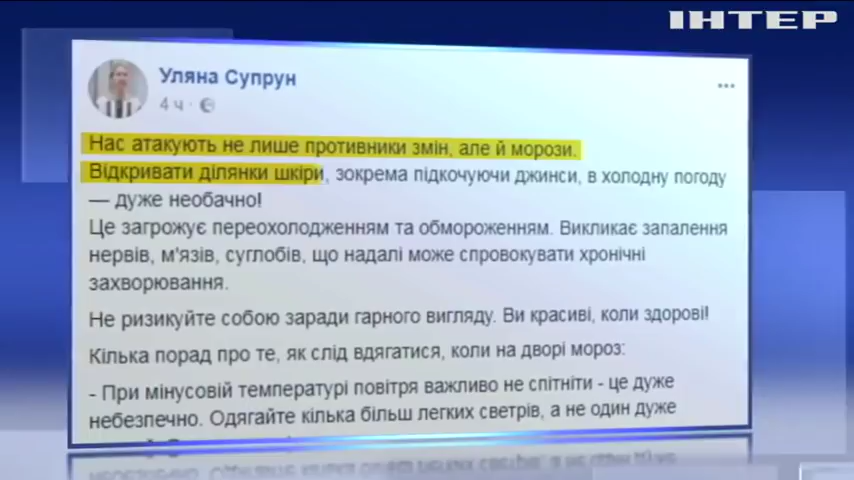 ІНТЕР
Уляна Супрун
4 ч ·
Нас атакують не лише противники змін, але й морози.
Відкривати ділянки шкіри, зокрема підкочуючи джинси, в холодну погоду
— дуже необачно!
Це загрожує переохолодженням та обмороженням. Викликає запалення
нервів, м'язів, суглобів, що надалі може спровокувати хронічні
захворювання.
Не ризикуйте собою заради гарного вигляду. Ви красиві, коли здорові!
Кілька порад про те, як слід вдягатися, коли на дворі мороз:
- При мінусовій температурі повітря важливо не спітніти - це дуже
небезпечно. Одягайте кілька більш легких светрів, а не один дуже